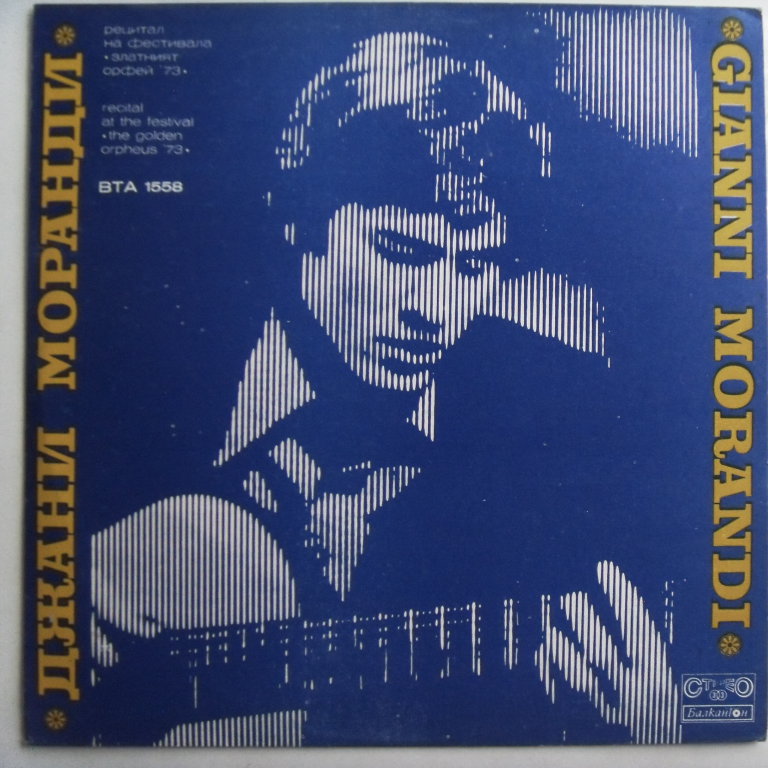 рецитал
на фестивала
•златният
орфей '73•
recital
at the festival
•the golden
orpheus '73•
ВТА 1558
ДЖАНИ МОРАНДИ
GIANNI MORANDI
СТЕРЕО
Балкантон